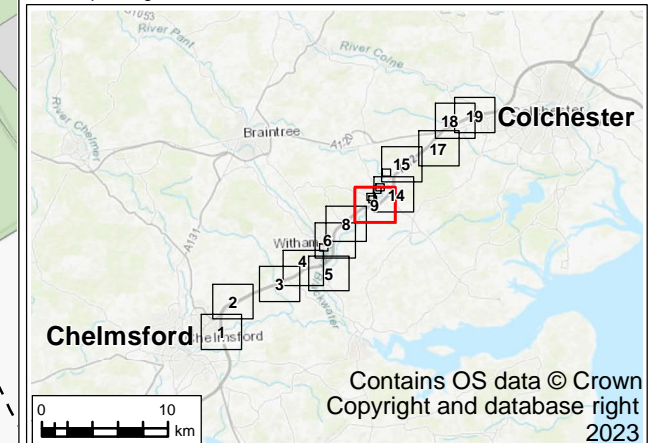 River Pant
River Colne
River Chelmer
Braintree
A120
A131
18
19
Colchester
17
15
14
9
8
6
Witham
4
5
3
2
1
Chelmsford
Chelmsford
Contains OS data © Crown
Copyright and database right
2023
0 10
km